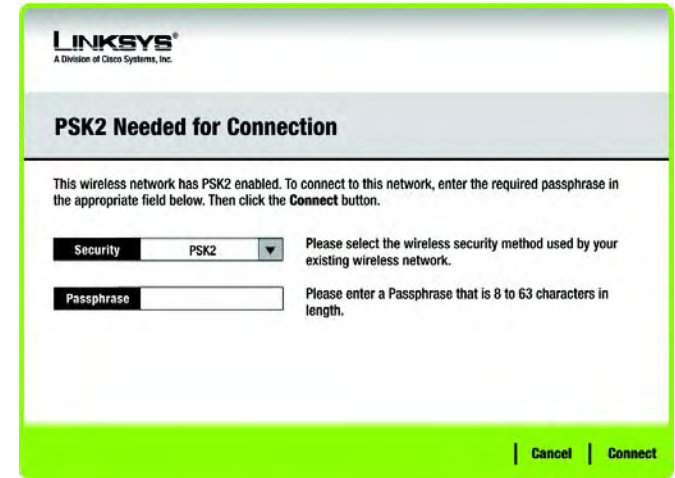 LINKSYS®
A Division of Cisco Systems, Inc.
PSK2 Needed for Connection
This wireless network has PSK2 enabled. To connect to this network, enter the required passphrase in
the appropriate field below. Then click the Connect button.
Security PSK2
Please select the wireless security method used by your
existing wireless network.
Passphrase
Please enter a Passphrase that is 8 to 63 characters in
length.
Cancel Connect